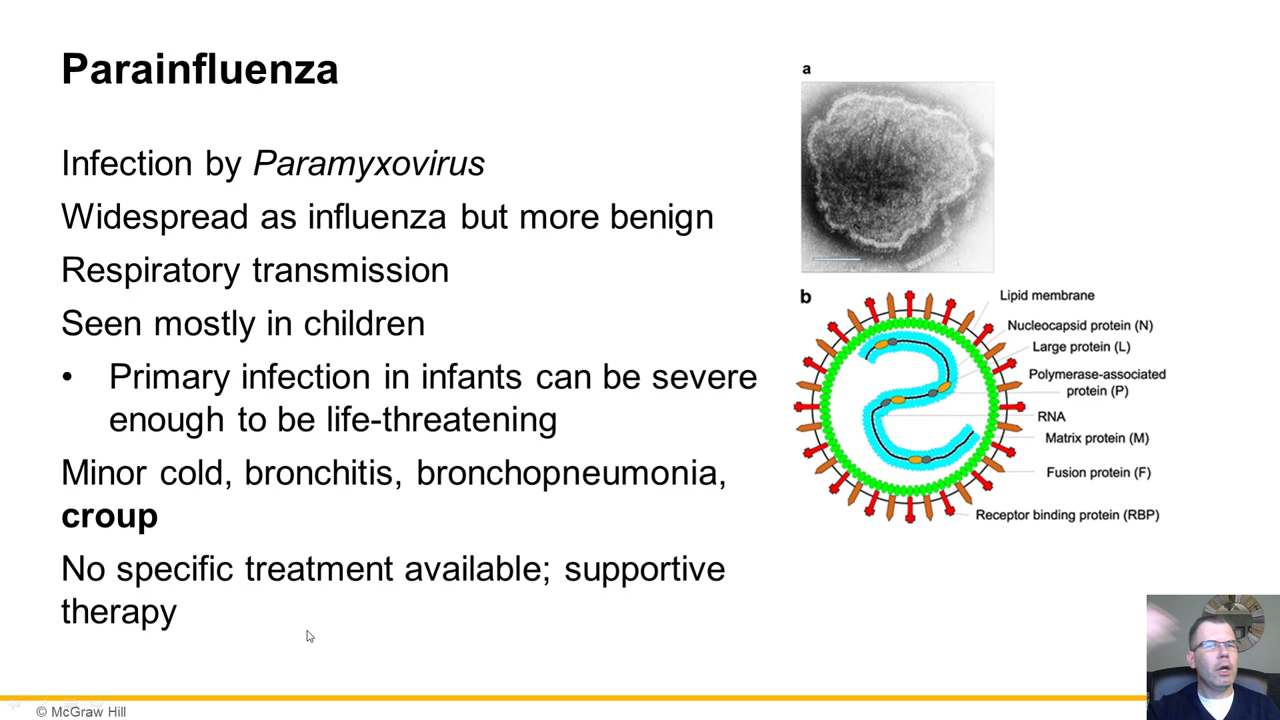 Parainfluenza
Infection by Paramyxovirus
Widespread as influenza but more benign
Respiratory transmission
Seen mostly in children
• Primary infection in infants can be severe
enough to be life-threatening
Minor cold, bronchitis, bronchopneumonia,
croup
No specific treatment available; supportive
therapy
a
b
Lipid membrane
Nucleocapsid protein (N)
Large protein (L)
Polymerase-associated
protein (P)
RNA
Matrix protein (M)
Fusion protein (F)
Receptor binding protein (RBP)
© McGraw Hill